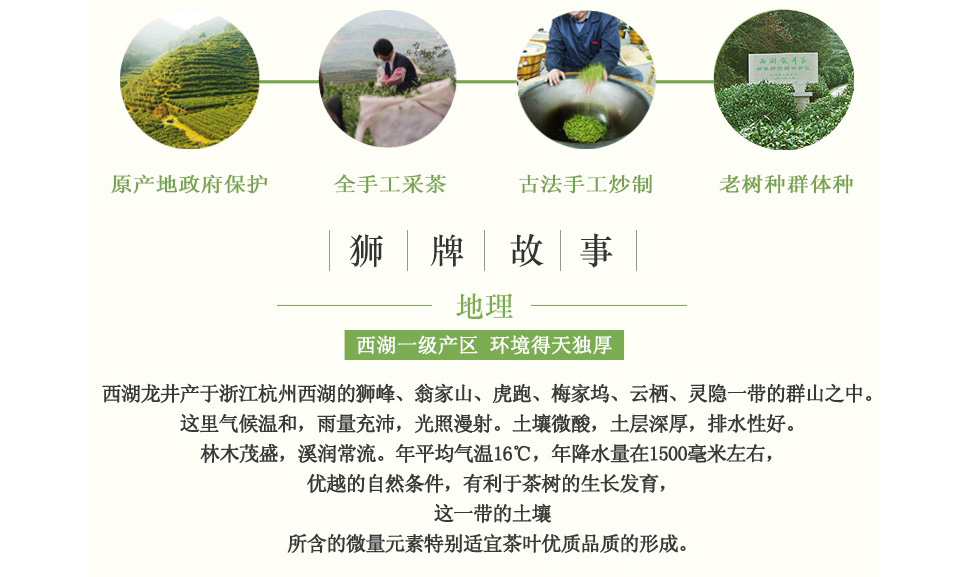 原产地政府保护 全手工采茶 古法手工炒制 老树种群体种
狮牌故事
地理
西湖一级产区 环境得天独厚
西湖龙井产于浙江杭州西湖的狮峰、翁家山、虎跑、梅家坞、云栖、灵隐一带的群山之中。
这里气候温和，雨量充沛，光照漫射。土壤微酸，土层深厚，排水性好。
林木茂盛，溪润常流。年平均气温16℃，年降水量在1500毫米左右，
优越的自然条件，有利于茶树的生长发育，
这一带的土壤
所含的微量元素特别适宜茶叶优质品质的形成。